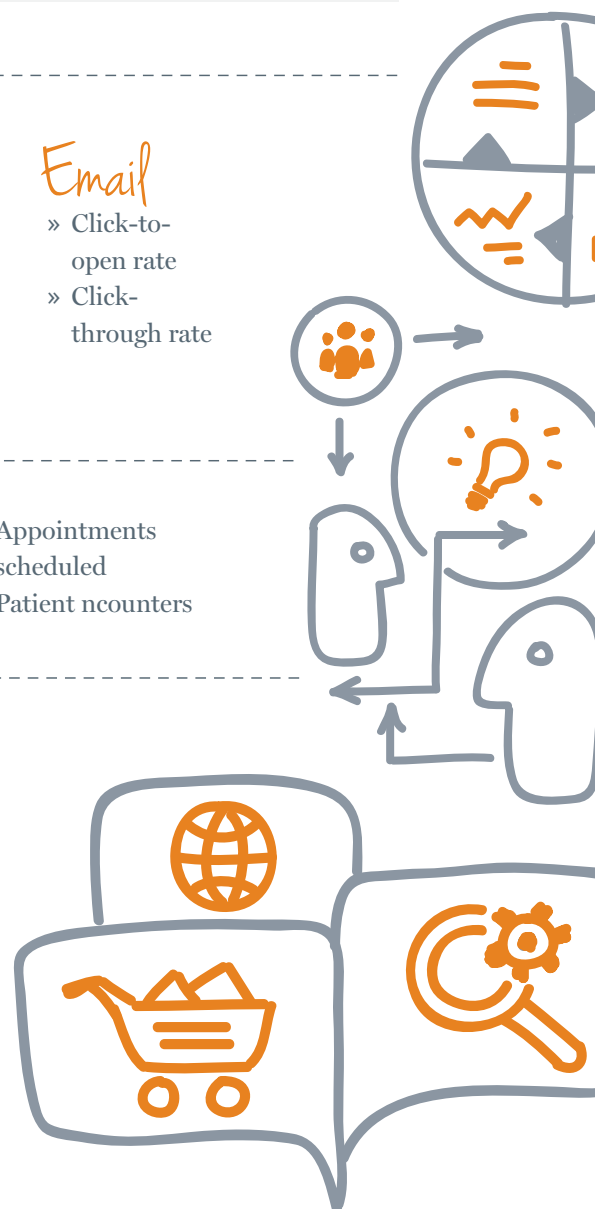 Email
» Click-to-
open rate
» Click-
through rate
Appointments
scheduled
Patient ncounters